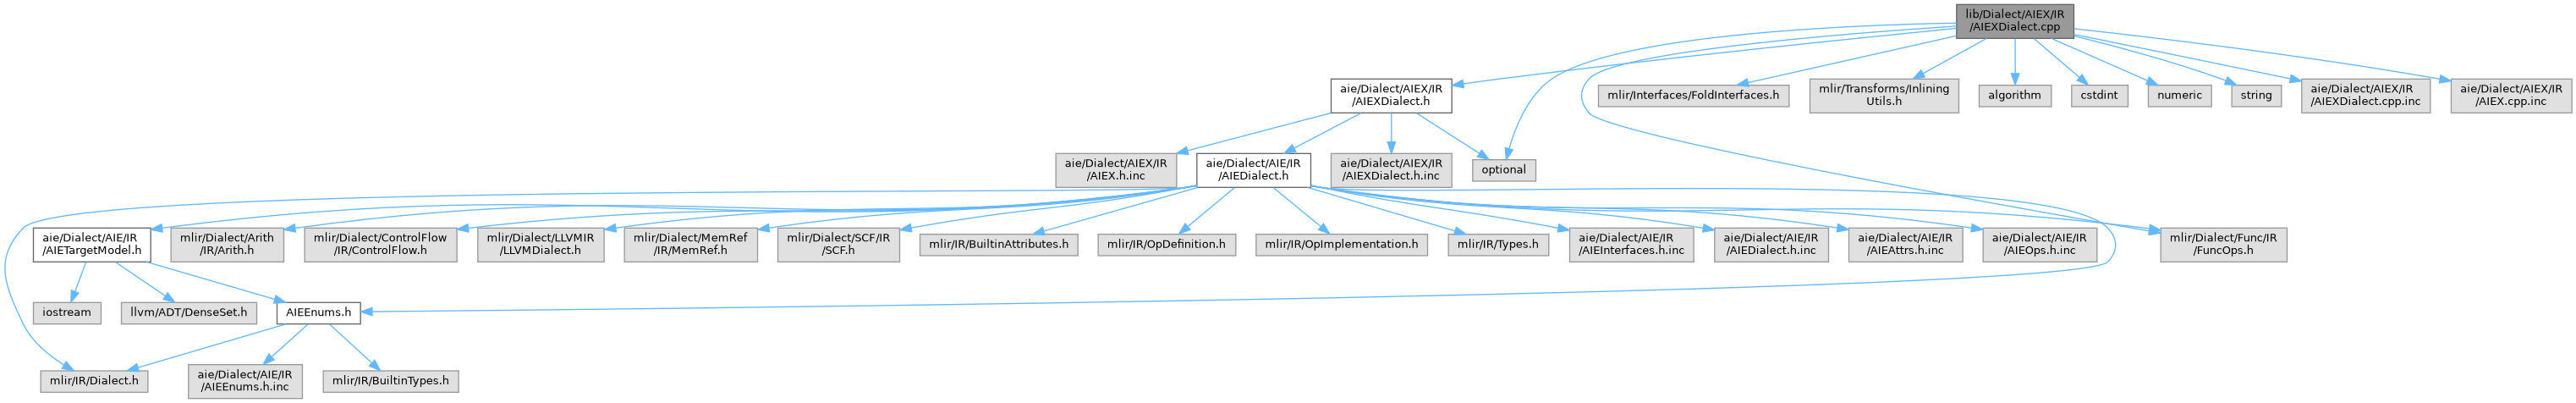 lib/Dialect/AIEX/IR
/AIEXDialect.cpp
aie/Dialect/AIEX/IR
/AIEXDialect.h
mlir/Interfaces/FoldInterfaces.h
mlir/Transforms/Inlining
Utils.h
algorithm
cstdint
numeric
string
aie/Dialect/AIEX/IR
/AIEXDialect.cpp.inc
aie/Dialect/AIEX/IR
/AIEX.cpp.inc
aie/Dialect/AIEX/IR
/AIEX.h.inc
aie/Dialect/AIE/IR
/AIEDialect.h
aie/Dialect/AIEX/IR
/AIEXDialect.h.inc
optional
aie/Dialect/AIE/IR
/AIETargetModel.h
mlir/Dialect/Arith
/IR/Arith.h
mlir/Dialect/ControlFlow
/IR/ControlFlow.h
mlir/Dialect/LLVMIR
/LLVMDialect.h
mlir/Dialect/MemRef
/IR/MemRef.h
mlir/Dialect/SCF/IR
/SCF.h
mlir/IR/BuiltinAttributes.h
mlir/IR/OpDefinition.h
mlir/IR/OpImplementation.h
mlir/IR/Types.h
aie/Dialect/AIE/IR
/AIEInterfaces.h.inc
aie/Dialect/AIE/IR
/AIEDialect.h.inc
aie/Dialect/AIE/IR
/AIEAttrs.h.inc
aie/Dialect/AIE/IR
/AIEOps.h.inc
mlir/Dialect/Func/IR
/FuncOps.h
iostream
llvm/ADT/DenseSet.h
AIEEnums.h
mlir/IR/Dialect.h
aie/Dialect/AIE/IR
/AIEEnums.h.inc
mlir/IR/BuiltinTypes.h